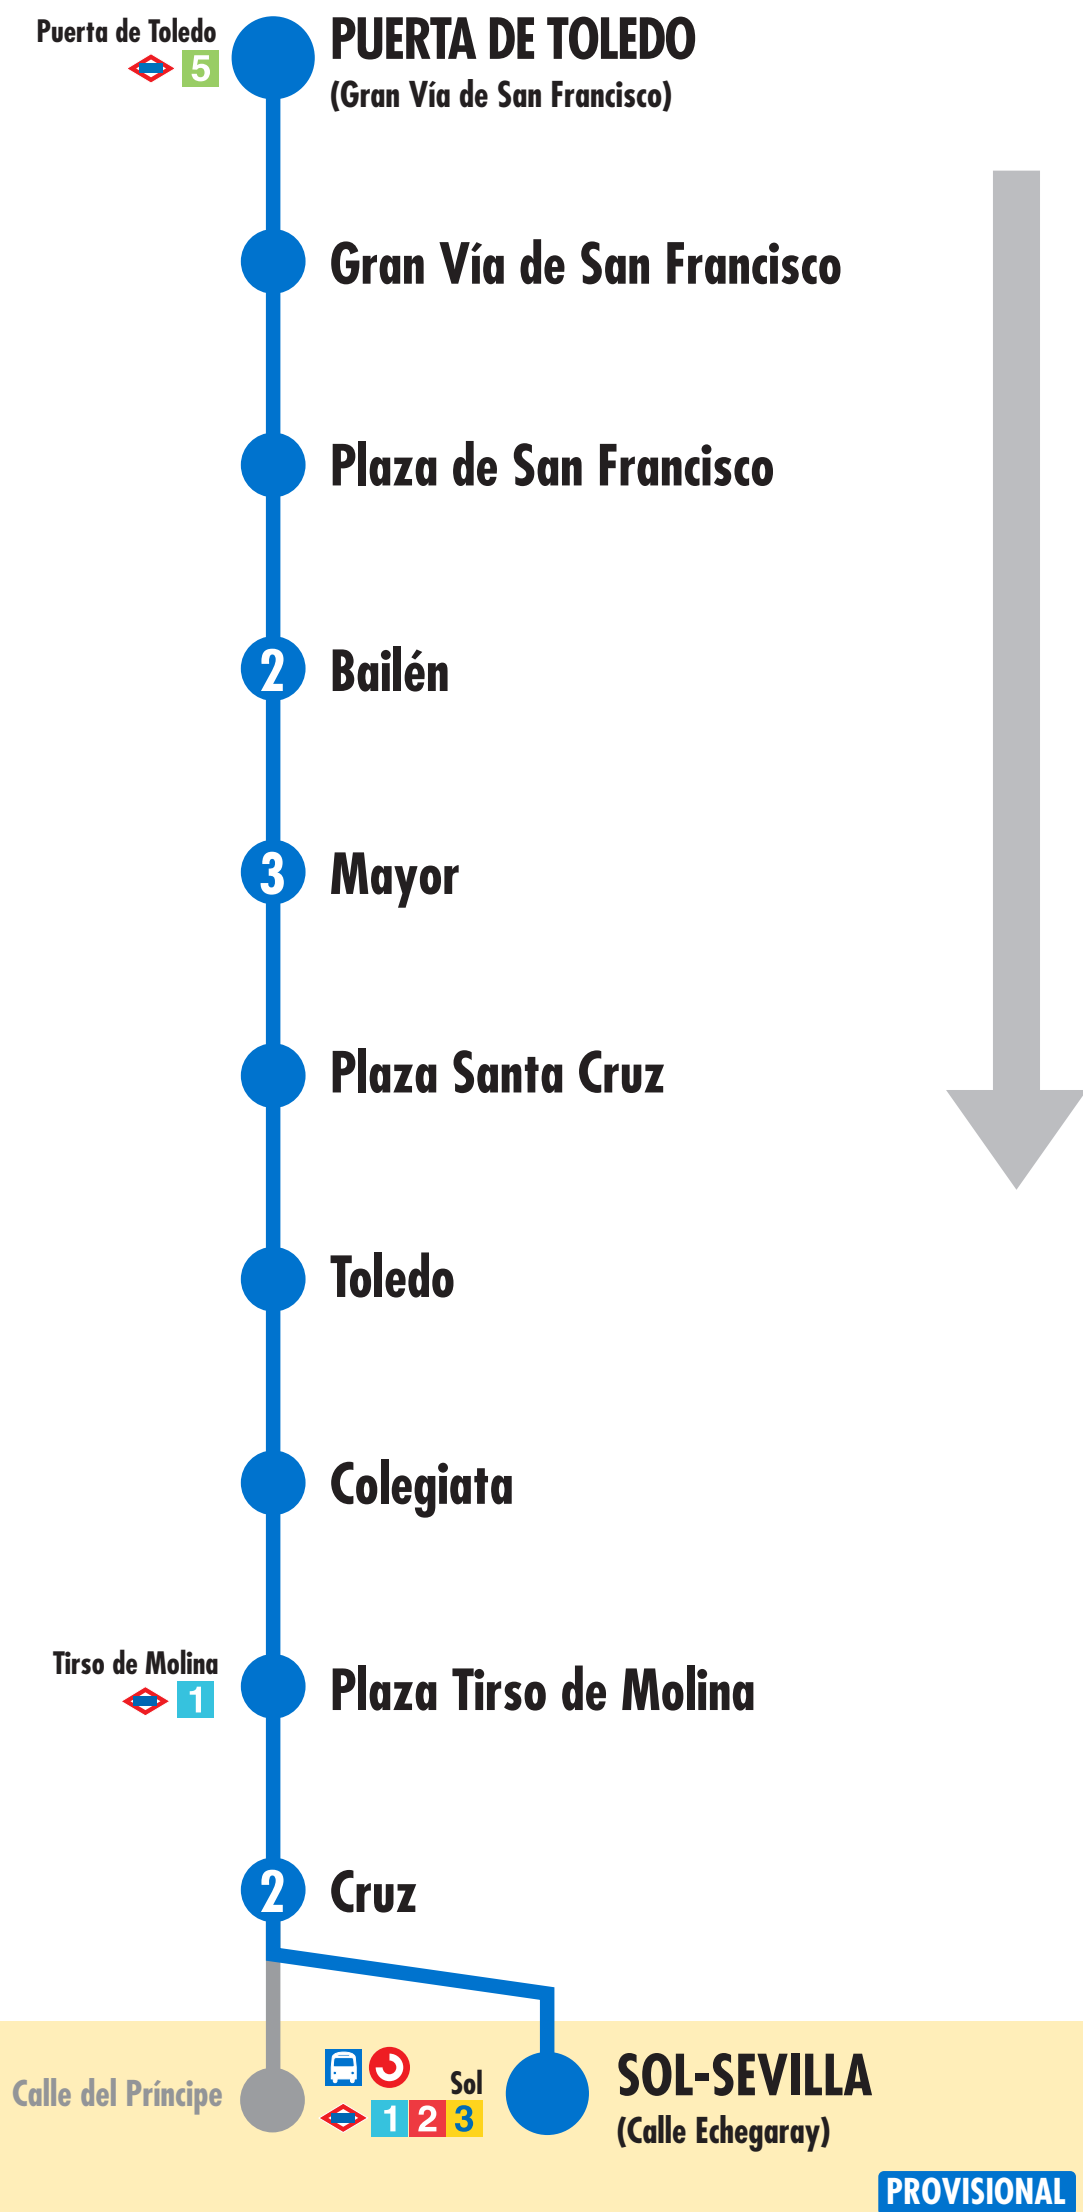 Puerta de Toledo
5
PUERTA DE TOLEDO
(Gran Vía de San Francisco)
Gran Vía de San Francisco
Plaza de San Francisco
2 Bailén
3 Mayor
Plaza Santa Cruz
Toledo
Colegiata
Tirso de Molina
1
Plaza Tirso de Molina
2 Cruz
Calle del Príncipe
Sol
1 2 3
SOL-SEVILLA
(Calle Echegaray)
PROVISIONAL